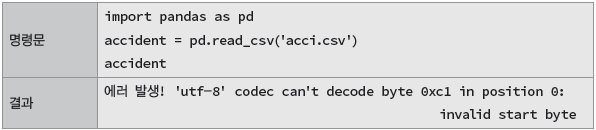 명령문
import pandas as pd
accident = pd.read_csv('acci.csv')
accident
결과
에러 발생! 'utf-8' codec can't decode byte 0xc1 in position 0:
invalid start byte